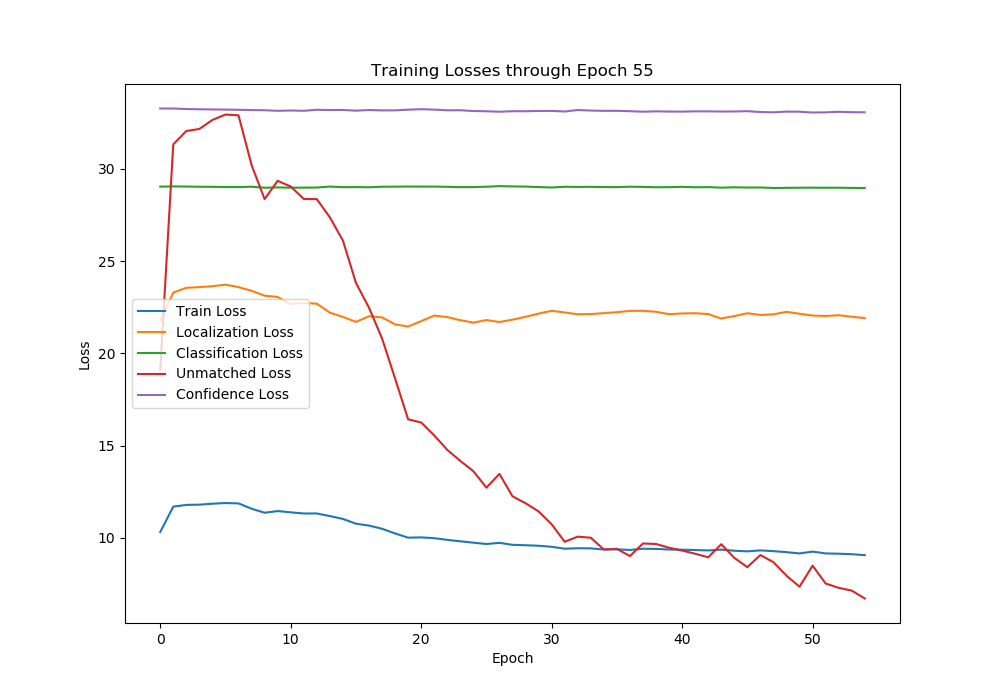 Training Losses through Epoch 55
Loss
30
25
20
15
10
Train Loss
Localization Loss
Classification Loss
Unmatched Loss
Confidence Loss
0 10 20 30 40 50
Epoch